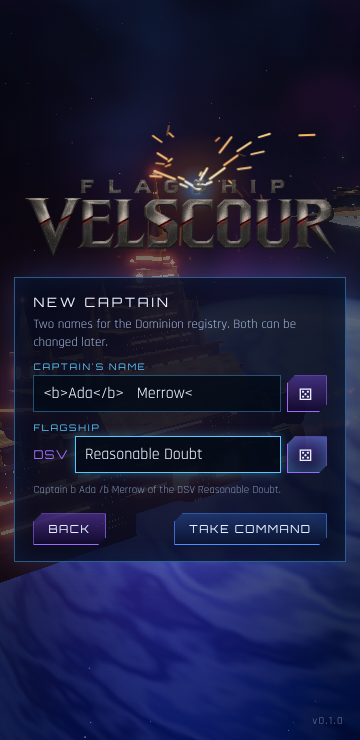 FLAGSHIP
VELSCOUR
NEW CAPTAIN
Two names for the Dominion registry. Both can be
changed later.
CAPTAIN'S NAME
<b>Ada</b>   Merrow<
FLAGSHIP
DSV Reasonable Doubt
Captain b Ada /b Merrow of the DSV Reasonable Doubt.
BACK TAKE COMMAND
v0.1.0